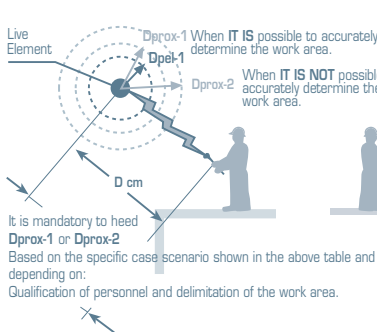 Live
Element
Dprox-1 When IT IS possible to accurately
determine the work area.
Dpel-1
Dprox-2 When IT IS NOT possibl
accurately determine the
work area.
D cm
It is mandatory to heed
Dprox-1 or Dprox-2
Based on the specific case scenario shown in the above table and
depending on:
Qualification of personnel and delimitation of the work area.